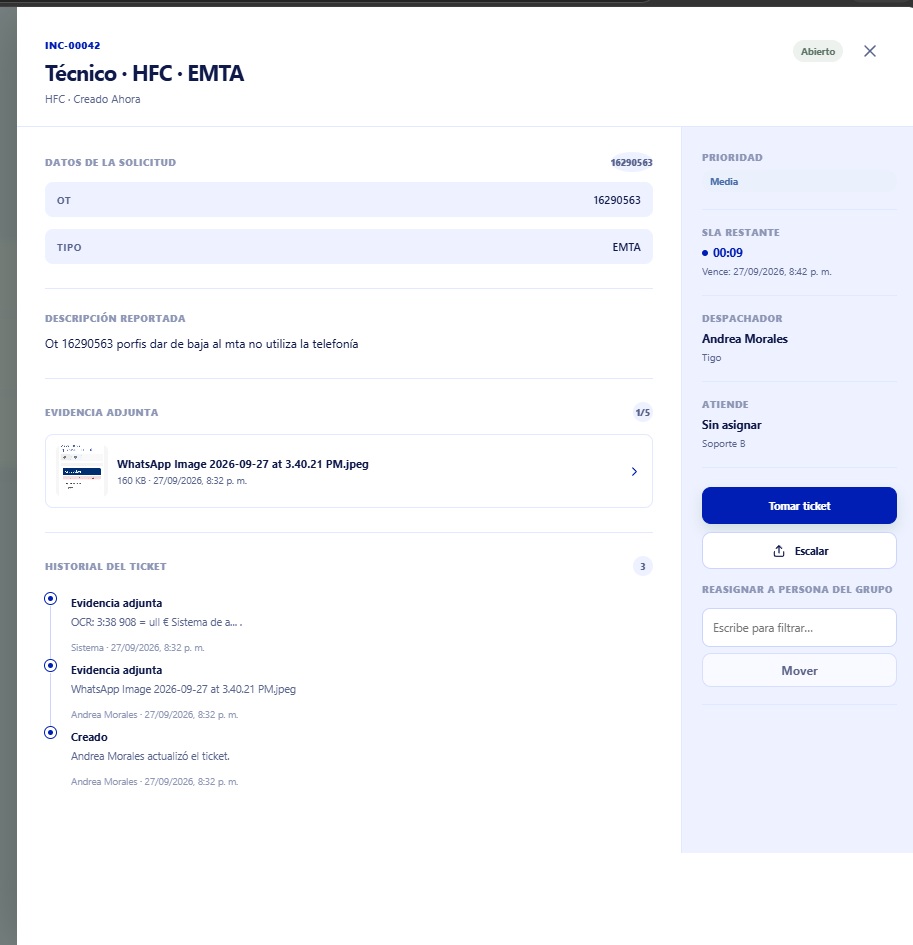 INC-00042
Técnico · HFC · EMTA
HFC · Creado Ahora
Abierto
DATOS DE LA SOLICITUD
16290563
OT
16290563
TIPO
EMTA
DESCRIPCIÓN REPORTADA
Ot 16290563 porfis dar de baja al mta no utiliza la telefonía
EVIDENCIA ADJUNTA
1/5
WhatsApp Image 2026-09-27 at 3.40.21 PM.jpeg
160 KB · 27/09/2026, 8:32 p. m.
HISTORIAL DEL TICKET
3
Evidencia adjunta
OCR: 3:38 908 = ull € Sistema de a... .
Sistema · 27/09/2026, 8:32 p. m.
Evidencia adjunta
WhatsApp Image 2026-09-27 at 3.40.21 PM.jpeg
Andrea Morales · 27/09/2026, 8:32 p. m.
Creado
Andrea Morales actualizó el ticket.
Andrea Morales · 27/09/2026, 8:32 p. m.
PRIORIDAD
Media
SLA RESTANTE
00:09
Vence: 27/09/2026, 8:42 p. m.
DESPACHADOR
Andrea Morales
Tigo
ATIENDE
Sin asignar
Soporte B
Tomar ticket
Escalar
REASIGNAR A PERSONA DEL GRUPO
Escribe para filtrar...
Mover